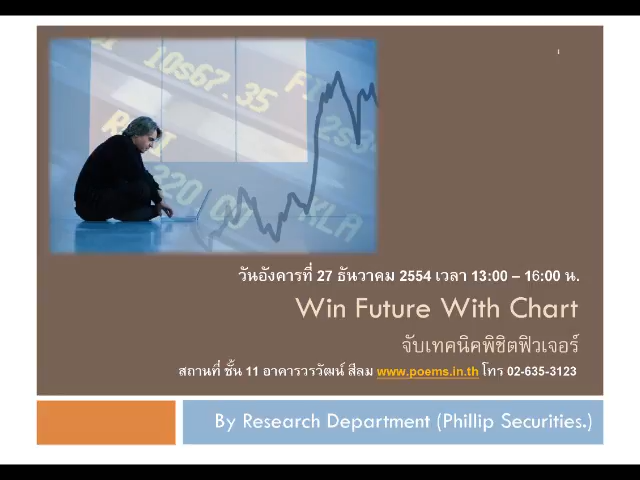 1
10s67.35
วันอังคารที่ 27 ธันวาคม 2554 เวลา 13:00 – 16:00 น.
Win Future With Chart
จับเทคนิคพิชิตฟิวเจอร์
สถานที่ ชั้น 11 อาคารวรวัฒน์ สีลม www.poems.in.th โทร 02-635-3123
By Research Department (Phillip Securities.)